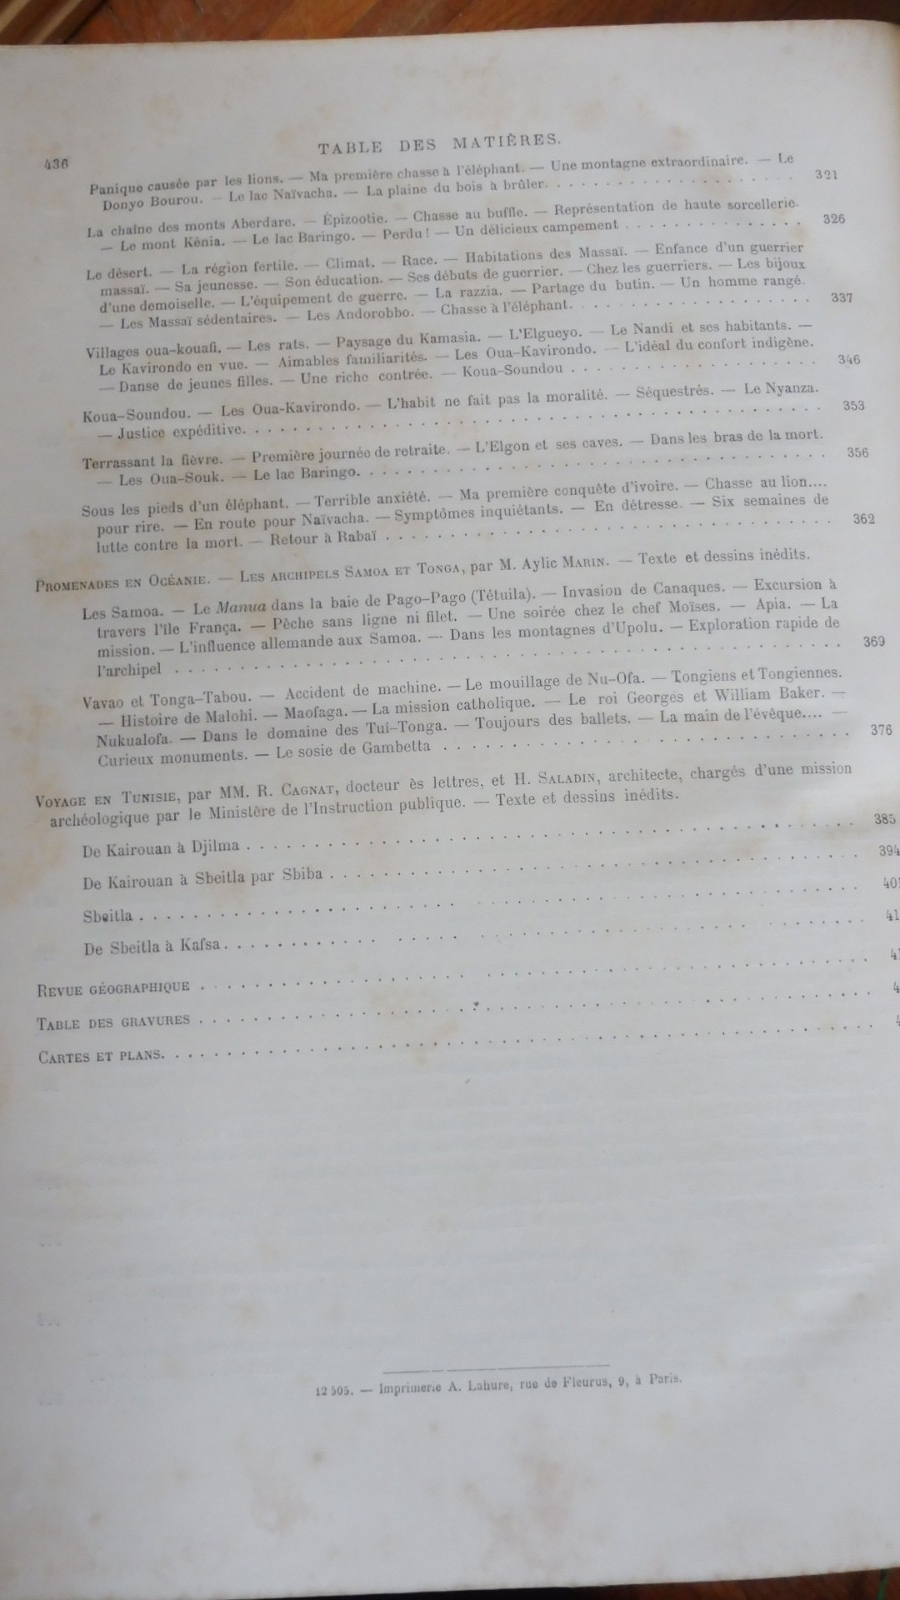 436
TABLE DES MATIÈRES.
Panique causée par les lions. — Ma première chasse à l'éléphant. — Une montagne extraordinaire. — Le
Donyo Bourou. — Le lac Naïvacha. — La plaine du bois à brûler. . . . . . . . . . . . . . . . 321
La chaîne des monts Aberdare. — Épizootie. — Chasse au buffle. — Représentation de haute sorcellerie.
— Le mont Kénia. — Le lac Baringo. — Perdu ! — Un délicieux campement . . . . . . . . . . . . 326
Le désert. — La région fertile. — Climat. — Race. — Habitations des Massaï. — Enfance d'un guerrier
massaï. — Sa jeunesse. — Son éducation. — Ses débuts de guerrier. — Chez les guerriers. — Les bijoux
d'une demoiselle. — L'équipement de guerre. — La razzia. — Partage du butin. — Un homme rangé.
— Les Massaï sédentaires. — Les Andorobbo. — Chasse à l'éléphant. . . . . . . . . . . . . . 337
Villages oua-kouafi. — Les rats. — Paysage du Kamasia. — L'Elgueyo. — Le Nandi et ses habitants. —
Le Kavirondo en vue. — Aimables familiarités. — Les Oua-Kavirondo. — L'idéal du confort indigène.
— Danse de jeunes filles. — Une riche contrée. — Koua-Soundou . . . . . . . . . . . . . . . 346
Koua-Soundou. — Les Oua-Kavirondo. — L'habit ne fait pas la moralité. — Séquestrés. — Le Nyanza.
— Justice expéditive. . . . . . . . . . . . . . . . . . . . . . . . . . . . . . . . . . 353
Terrassant la fièvre. — Première journée de retraite. — L'Elgon et ses caves. — Dans les bras de la mort.
— Les Oua-Souk. — Le lac Baringo. . . . . . . . . . . . . . . . . . . . . . . . . . . . . 356
Sous les pieds d'un éléphant. — Terrible anxiété. — Ma première conquête d'ivoire. — Chasse au lion....
pour rire. — En route pour Naïvacha. — Symptômes inquiétants. — En détresse. — Six semaines de
lutte contre la mort. — Retour à Rabaï . . . . . . . . . . . . . . . . . . . . . . . . . . 362
PROMENADES EN OCÉANIE. — LES ARCHIPELS SAMOA ET TONGA, par M. Aylic MARIN. — Texte et dessins inédits.
Les Samoa. — Le Manua dans la baie de Pago-Pago (Tétuila). — Invasion de Canaques. — Excursion à
travers l'île França. — Pêche sans ligne ni filet. — Une soirée chez le chef Moïses. — Apia. — La
mission. — L'influence allemande aux Samoa. — Dans les montagnes d'Upolu. — Exploration rapide de
l'archipel . . . . . . . . . . . . . . . . . . . . . . . . . . . . . . . . . . . . . . 369
Vavao et Tonga-Tabou. — Accident de machine. — Le mouillage de Nu-Ofa. — Tongiens et Tongiennes.
— Histoire de Malohi. — Maofaga. — La mission catholique. — Le roi Georges et William Baker. —
Nukualofa. — Dans le domaine des Tui-Tonga. — Toujours des ballets. — La main de l'évêque.... —
Curieux monuments. — Le sosie de Gambetta . . . . . . . . . . . . . . . . . . . . . . . . 376
VOYAGE EN TUNISIE, par MM. R. CAGNAT, docteur ès lettres, et H. SALADIN, architecte, chargés d'une mission
archéologique par le Ministère de l'Instruction publique. — Texte et dessins inédits.
De Kairouan à Djilma . . . . . . . . . . . . . . . . . . . . . . . . . . . . . . . . . 385
De Kairouan à Sbeitla par Sbiba . . . . . . . . . . . . . . . . . . . . . . . . . . . . 394
Sbeitla . . . . . . . . . . . . . . . . . . . . . . . . . . . . . . . . . . . . . . . 40
De Sbeitla à Kafsa . . . . . . . . . . . . . . . . . . . . . . . . . . . . . . . . . . 41
REVUE GÉOGRAPHIQUE . . . . . . . . . . . . . . . . . . . . . . . . . . . . . . . . . . 4
TABLE DES GRAVURES . . . . . . . . . . . . . . . . . . . . . . . . . . . . . . . . . . 4
CARTES ET PLANS. . . . . . . . . . . . . . . . . . . . . . . . . . . . . . . . . . . .
12 505. — Imprimerie A. Lahure, rue de Fleurus, 9, à Paris.